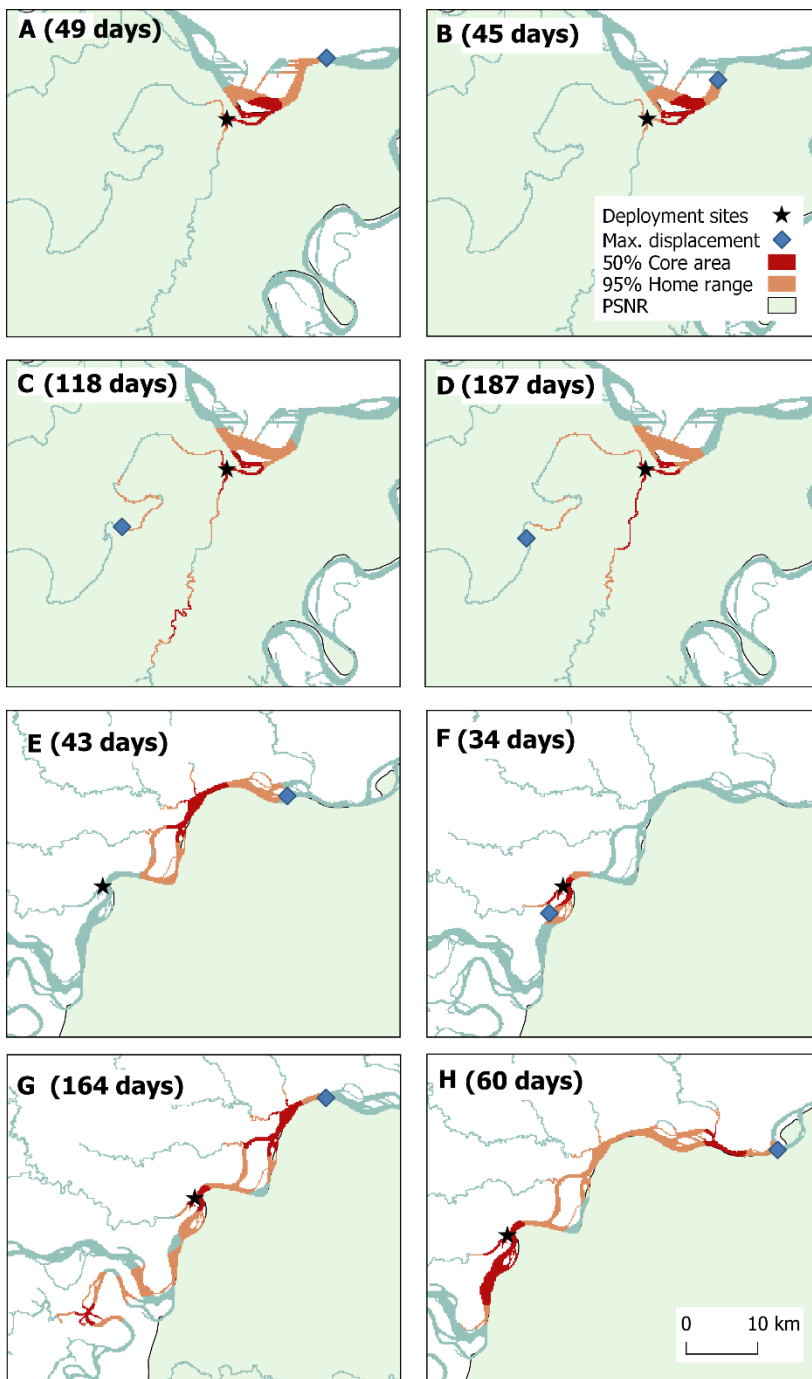 A (49 days)
B (45 days)
Deployment sites
Max. displacement
50% Core area
95% Home range
PSNR
C (118 days)
D (187 days)
E (43 days)
F (34 days)
G (164 days)
H (60 days)
0 10 km